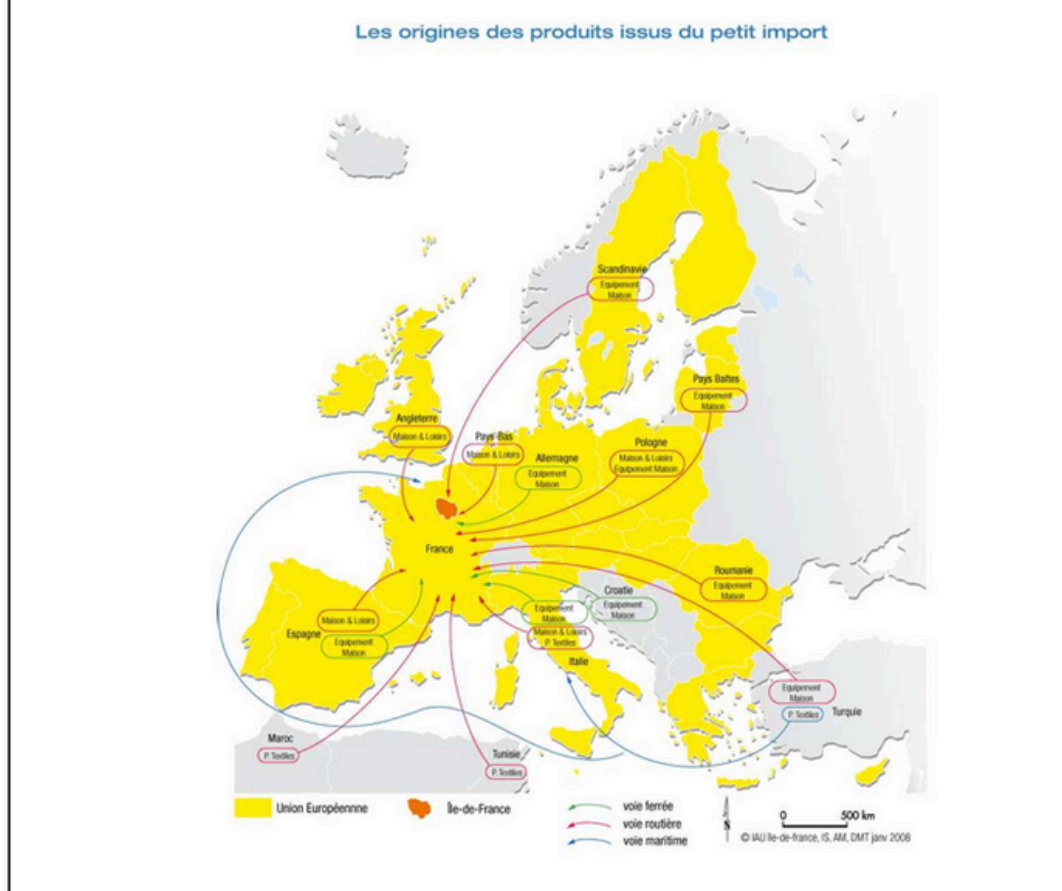 Les origines des produits issus du petit import
Scandinavie
Equipement
Maison
Pays Baltes
Equipement
Maison
Angleterre
Maison & Loisirs
Pays-Bas
Maison & Loisirs
Allemagne
Equipement
Maison
Pologne
Maison & Loisirs
Equipement Maison
France
Roumanie
Equipement
Maison
Croatie
Equipement
Maison
Equipement
Maison
Maison & Loisirs
P. Textiles
Italie
Maison & Loisirs
Espagne
Equipement
Maison
Equipement
Maison
P. Textiles
Turquie
Maroc
P. Textiles
Tunisie
P. Textiles
Union Européennne
Île-de-France
voie ferrée
voie routière
voie maritime
0 500 km
© IAU île-de-france, IS, AM, DMT janv 2008